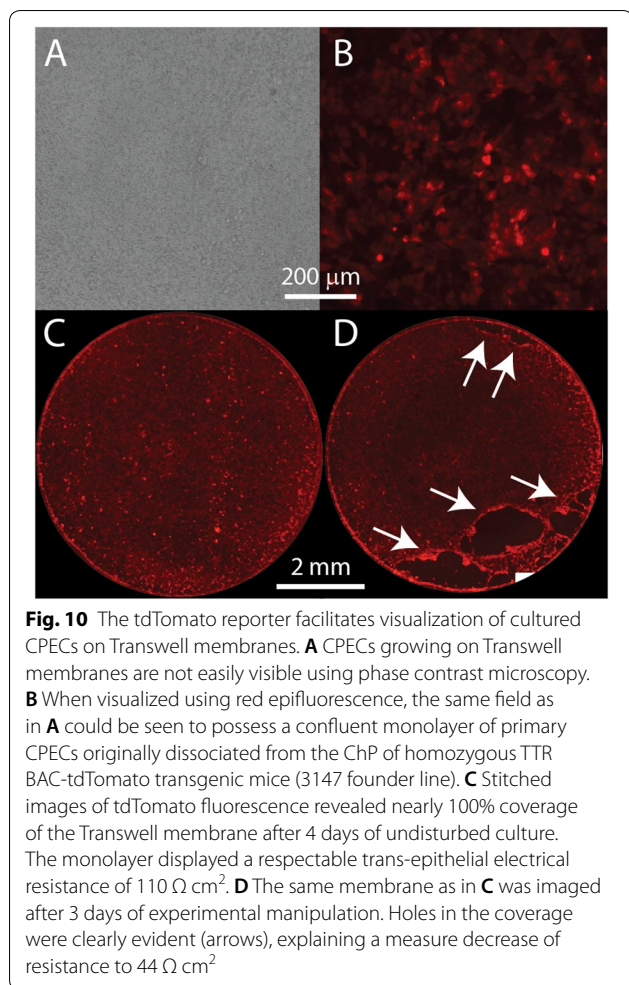 A
B
200 μm
C
D
2 mm
Fig. 10 The tdTomato reporter facilitates visualization of cultured
CPECs on Transwell membranes. A CPECs growing on Transwell
membranes are not easily visible using phase contrast microscopy.
B When visualized using red epifluorescence, the same field as
in A could be seen to possess a confluent monolayer of primary
CPECs originally dissociated from the ChP of homozygous TTR
BAC-tdTomato transgenic mice (3147 founder line). C Stitched
images of tdTomato fluorescence revealed nearly 100% coverage
of the Transwell membrane after 4 days of undisturbed culture.
The monolayer displayed a respectable trans-epithelial electrical
resistance of 110 Ω cm². D The same membrane as in C was imaged
after 3 days of experimental manipulation. Holes in the coverage
were clearly evident (arrows), explaining a measure decrease of
resistance to 44 Ω cm²